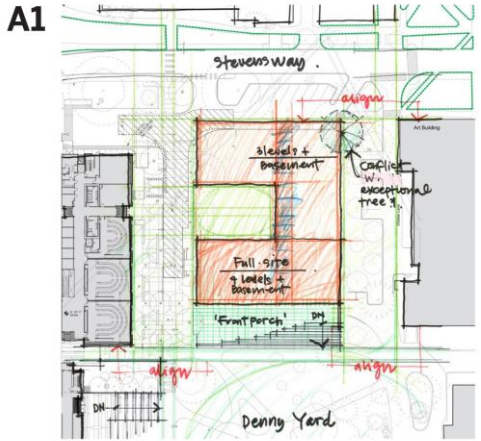 A1
Stevens Way.
align
Art Building
3 levels +
Basement
Conflict
w.
exceptional
tree!
Full-site
4 levels +
basement
'Front porch'
DN
align
align
DN
Denny Yard